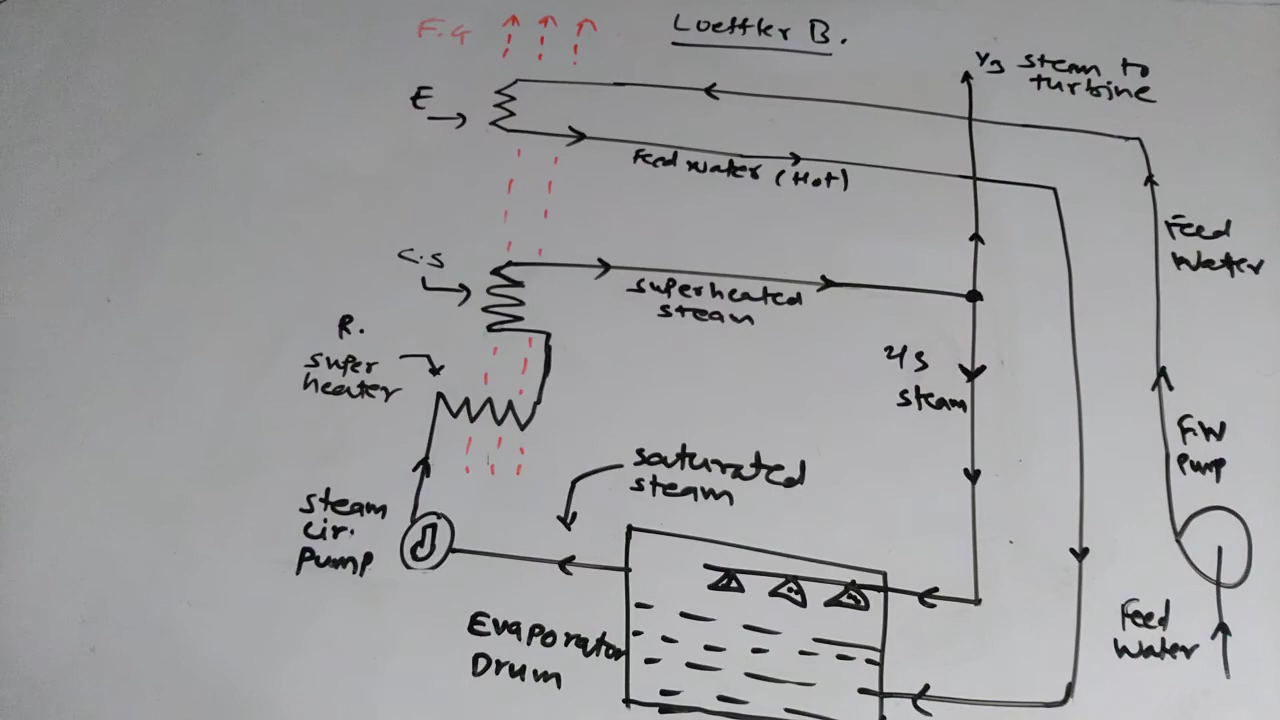 Loeffler B.
F.G
1/3 steam to
turbine
E
Feed water (Hot)
Feed
Water
C.S
superheated
steam
R.
super
heater
2/3
steam
F.W
Pump
saturated
steam
steam
cir.
Pump
Evaporator
Drum
Feed
Water